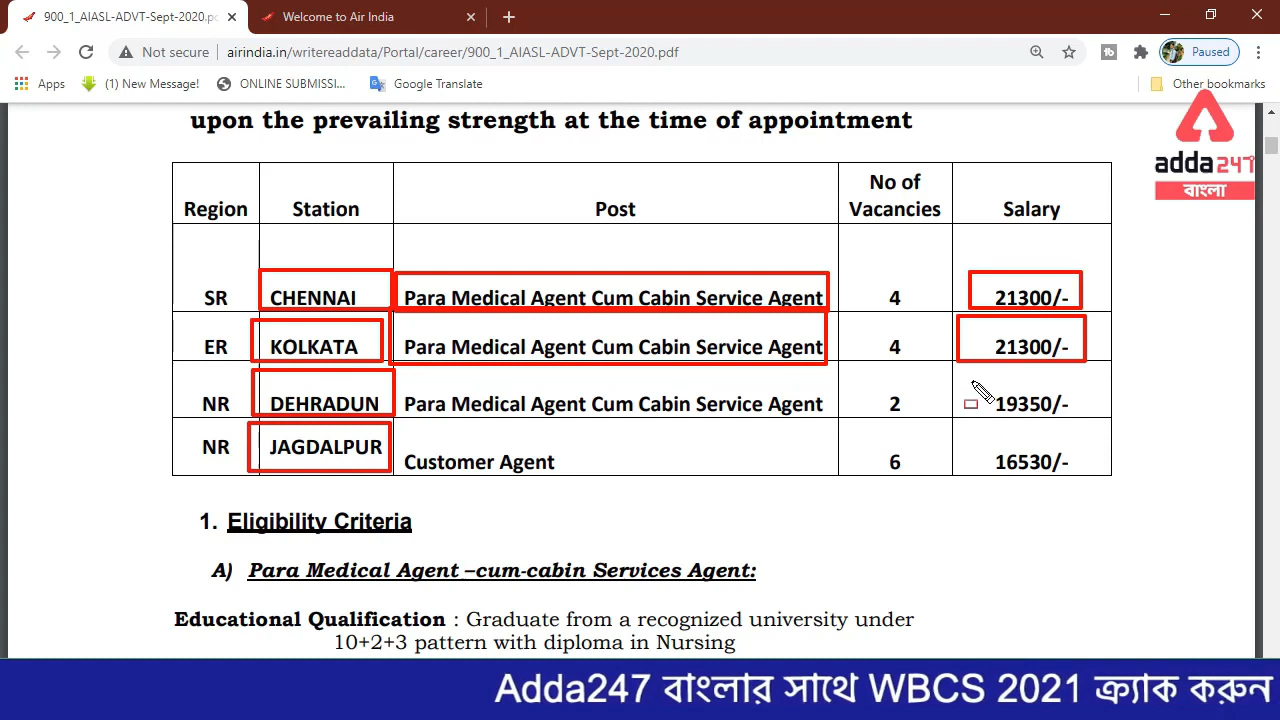 900_1_AIASL-ADVT-Sept-2020.pd
Welcome to Air India
Not secure
airindia.in/writereaddata/Portal/career/900_1_AIASL-ADVT-Sept-2020.pdf
Paused
Apps
(1) New Message!
ONLINE SUBMISSI...
Google Translate
Other bookmarks
upon the prevailing strength at the time of appointment
adda247
বাংলা
Region Station Post No of Vacancies Salary
SR CHENNAI Para Medical Agent Cum Cabin Service Agent 4 21300/-
ER KOLKATA Para Medical Agent Cum Cabin Service Agent 4 21300/-
NR DEHRADUN Para Medical Agent Cum Cabin Service Agent 2 19350/-
NR JAGDALPUR Customer Agent 6 16530/-
1. Eligibility Criteria
A) Para Medical Agent –cum-cabin Services Agent:
Educational Qualification : Graduate from a recognized university under
10+2+3 pattern with diploma in Nursing
Adda247 বাংলার সাথে WBCS 2021 ক্র্যাক করুন